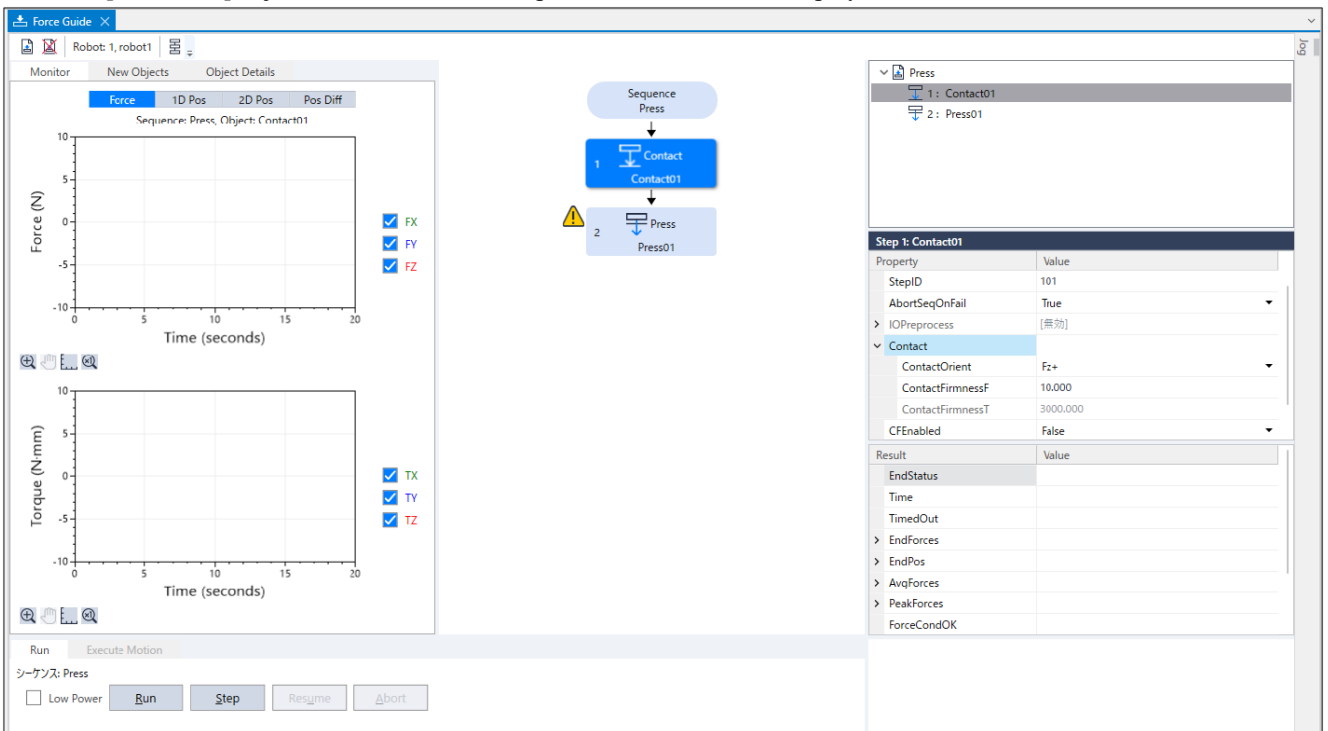 Force Guide
Robot: 1, robot1
Jog
Monitor New Objects Object Details
Force 1D Pos 2D Pos Pos Diff
Sequence: Press, Object: Contact01
Force (N)
10
5
0
-5
-10
0 5 10 15 20
Time (seconds)
FX
FY
FZ
Torque (N·mm)
10
5
0
-5
-10
0 5 10 15 20
Time (seconds)
TX
TY
TZ
Run Execute Motion
シーケンス: Press
Low Power Run Step Resume Abort
Sequence
Press
1 Contact
Contact01
2 Press
Press01
Press
1 : Contact01
2 : Press01
Step 1: Contact01
Property Value
StepID 101
AbortSeqOnFail True
IOPreprocess [無効]
Contact
ContactOrient Fz+
ContactFirmnessF 10.000
ContactFirmnessT 3000.000
CFEnabled False
Result Value
EndStatus
Time
TimedOut
EndForces
EndPos
AvgForces
PeakForces
ForceCondOK